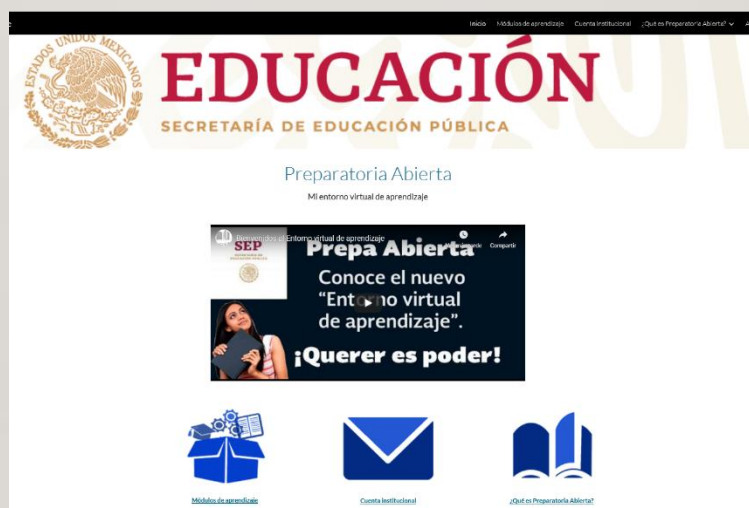 Inicio Módulos de aprendizaje Cuenta Institucional ¿Qué es Preparatoria Abierta?
ESTADOS UNIDOS MEXICANOS
EDUCACIÓN
SECRETARÍA DE EDUCACIÓN PÚBLICA
Preparatoria Abierta
Mi entorno virtual de aprendizaje
Bienvenidos al Entorno virtual de aprendizaje
Compartir
SEP
Prepa Abierta
Conoce el nuevo
"Entorno virtual
de aprendizaje".
¡Querer es poder!
Módulos de aprendizaje Cuenta Institucional ¿Qué es Preparatoria Abierta?